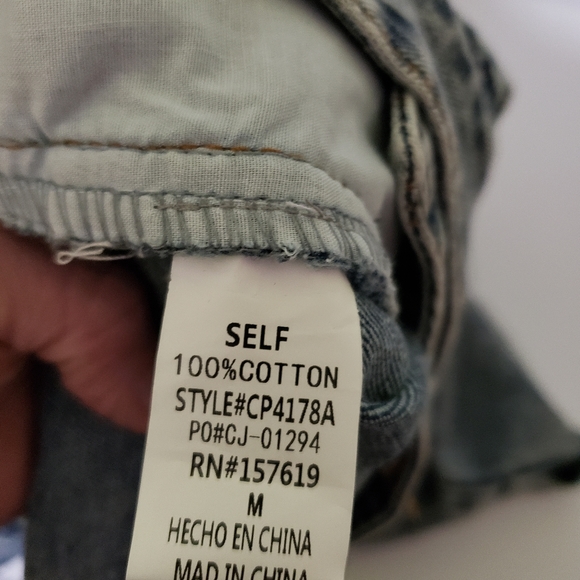 SELF
100%COTTON
STYLE#CP4178A
PO#CJ-01294
RN#157619
M
HECHO EN CHINA
MAD IN CHINA